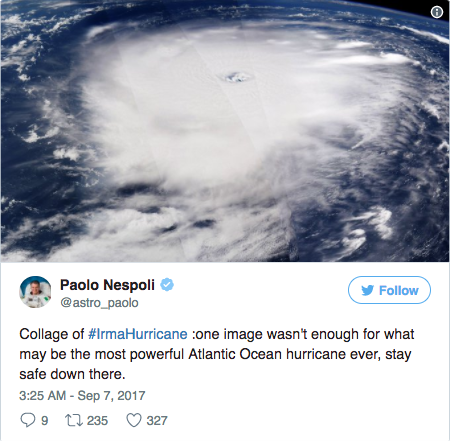 Paolo Nespoli
@astro_paolo
Follow
Collage of #IrmaHurricane :one image wasn't enough for what
may be the most powerful Atlantic Ocean hurricane ever, stay
safe down there.
3:25 AM - Sep 7, 2017
9 235 327